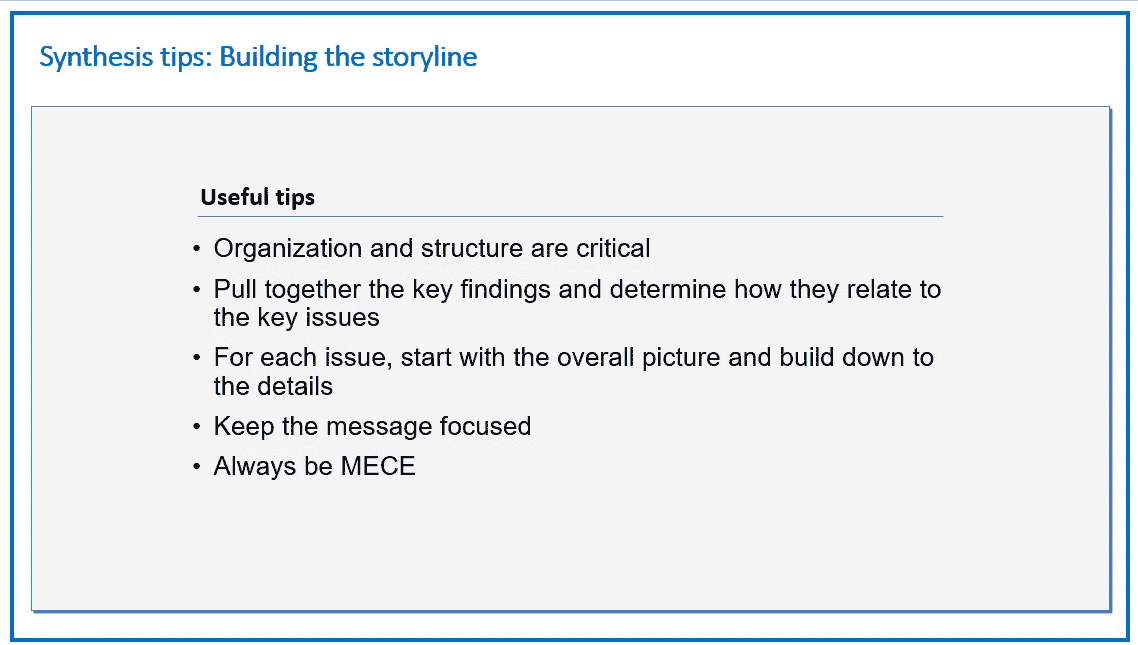 Synthesis tips: Building the storyline
Useful tips
• Organization and structure are critical
• Pull together the key findings and determine how they relate to
the key issues
• For each issue, start with the overall picture and build down to
the details
• Keep the message focused
• Always be MECE